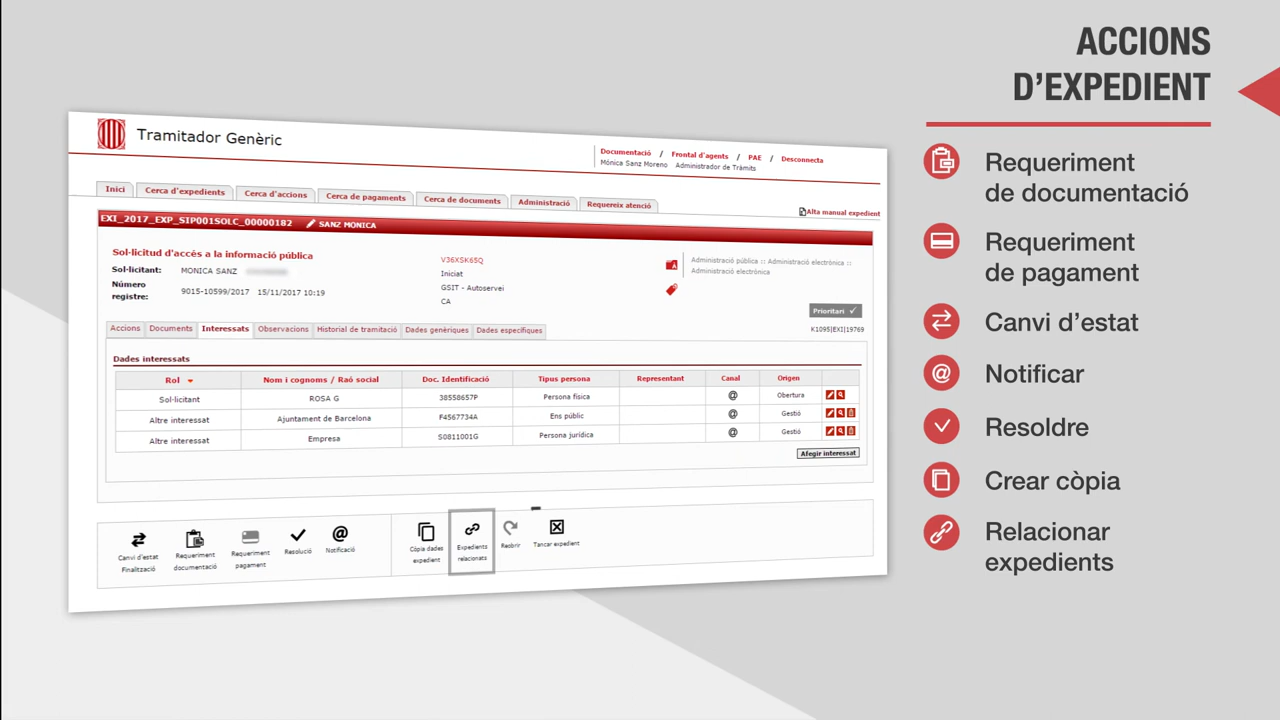 ACCIONS
D'EXPEDIENT
Requeriment
de documentació
Requeriment
de pagament
Canvi d'estat
Notificar
Resoldre
Crear còpia
Relacionar
expedients
Tramitador Genèric
Documentació / Frontal d'agents / PAE / Desconnecta
Mònica Sanz Moreno Administrador de Tràmits
Inici Cerca d'expedients Cerca d'accions Cerca de pagaments Cerca de documents Administració Requereix atenció
Alta manual expedient
EXI_2017_EXP_SIP001SOLC_00000182 SANZ MONICA
Sol·licitud d'accés a la informació pública
Sol·licitant: MONICA SANZ
Número
registre: 9015-10599/2017 15/11/2017 10:19
V36XSK65Q
Iniciat
GSIT - Autoservei
CA
Administració pública :: Administració electrònica ::
Administració electrònica
Prioritari ✓
K1095|EXI|19769
Accions Documents Interessats Observacions Historial de tramitació Dades genèriques Dades específiques
Dades interessats
Rol Nom i cognoms / Raó social Doc. Identificació Tipus persona Representant Canal Origen
Sol·licitant ROSA G 38558657P Persona física @ Obertura
Altre interessat Ajuntament de Barcelona F4567734A Ens públic @ Gestió
Altre interessat Empresa S0811001G Persona jurídica @ Gestió
Afegir interessat
Canvi d'estat
Finalització
Requeriment
documentació
Requeriment
pagament
Resolució
Notificació
Còpia dades
expedient
Expedients
relacionats
Reobrir
Tancar expedient